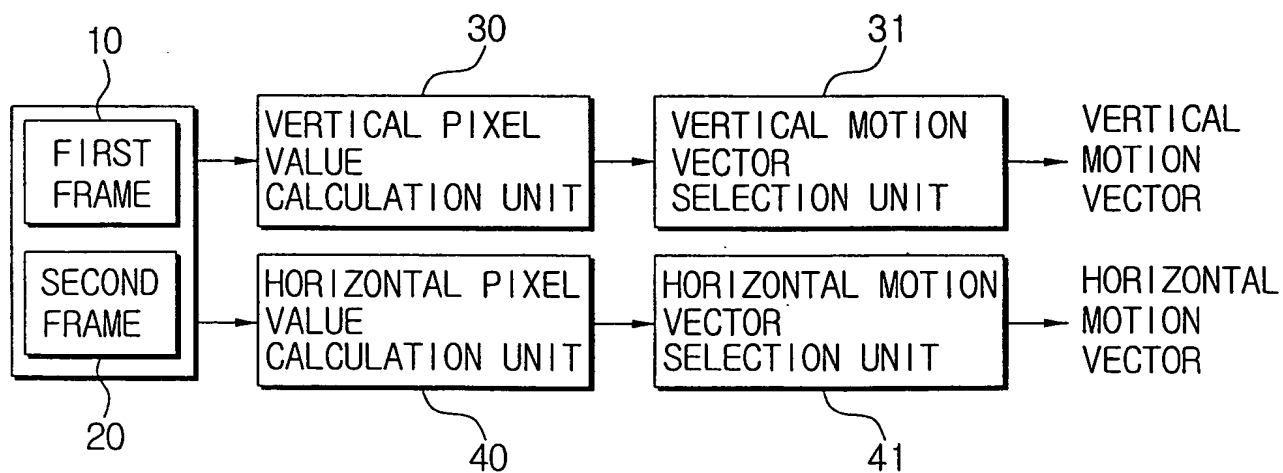 10
30
31
FIRST
FRAME
VERTICAL PIXEL
VALUE
CALCULATION UNIT
VERTICAL MOTION
VECTOR
SELECTION UNIT
VERTICAL
MOTION
VECTOR
SECOND
FRAME
HORIZONTAL PIXEL
VALUE
CALCULATION UNIT
HORIZONTAL MOTION
VECTOR
SELECTION UNIT
HORIZONTAL
MOTION
VECTOR
20
40
41